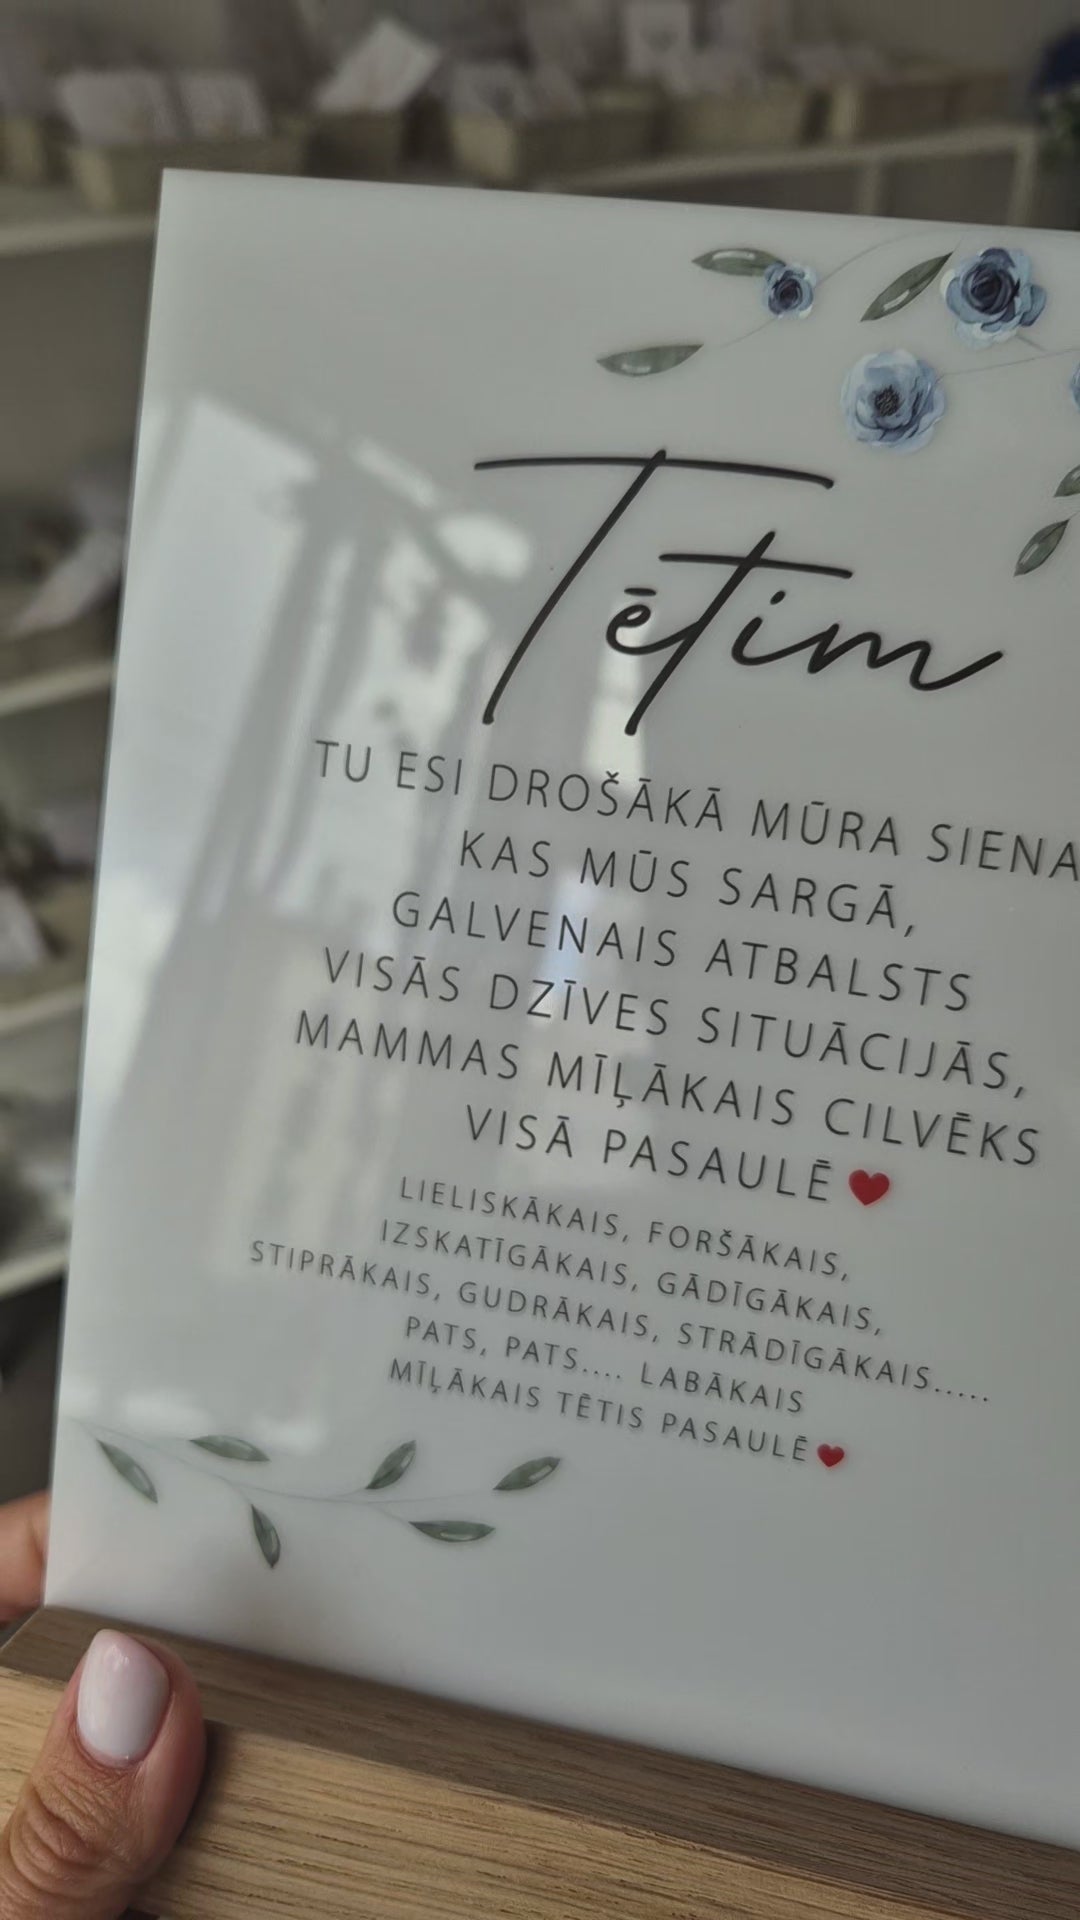 Tētim
TU ESI DROŠĀKĀ MŪRA SIENA
KAS MŪS SARGĀ,
GALVENAIS ATBALSTS
VISĀS DZĪVES SITUĀCIJĀS,
MAMMAS MĪĻĀKAIS CILVĒKS
VISĀ PASAULĒ ❤
LIELISKĀKAIS, FORŠĀKAIS,
IZSKATĪGĀKAIS, GĀDĪGĀKAIS,
STIPRĀKAIS, GUDRĀKAIS, STRĀDĪGĀKAIS.....
PATS, PATS.... LABĀKAIS
MĪĻĀKAIS TĒTIS PASAULĒ ❤